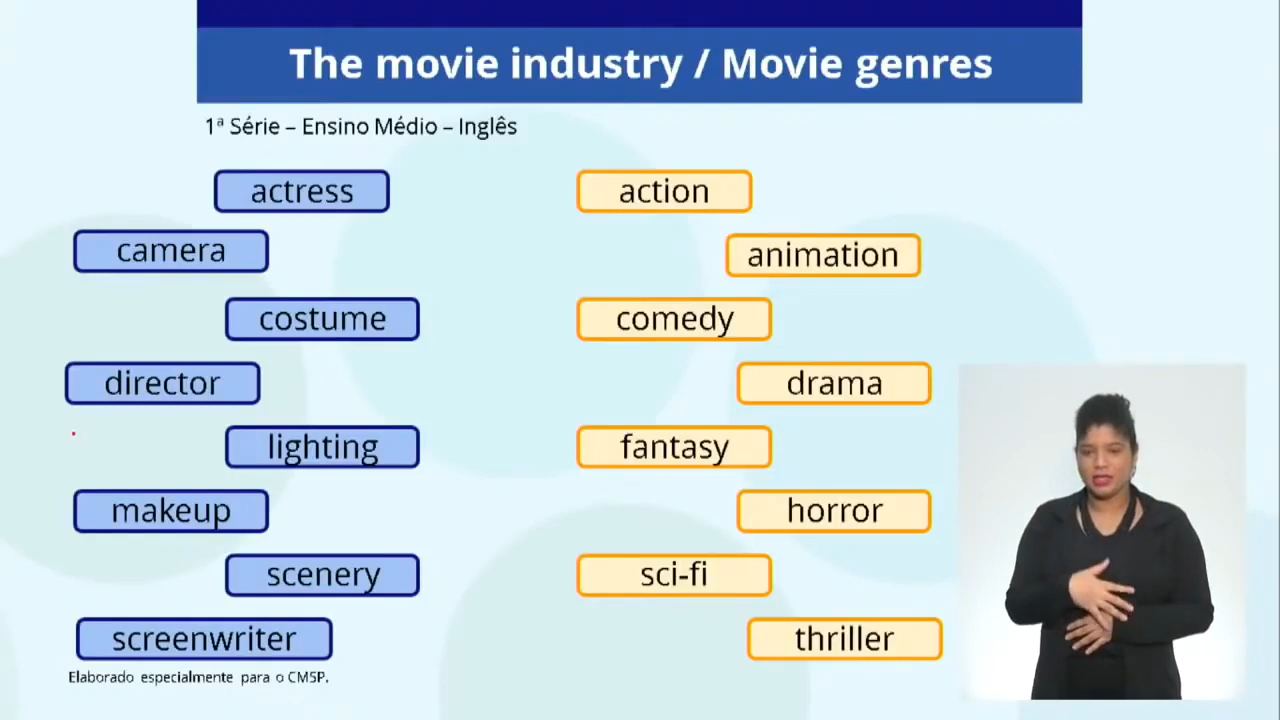 The movie industry / Movie genres
1ª Série – Ensino Médio – Inglês
actress
camera
costume
director
lighting
makeup
scenery
screenwriter
action
animation
comedy
drama
fantasy
horror
sci-fi
thriller
Elaborado especialmente para o CMSP.